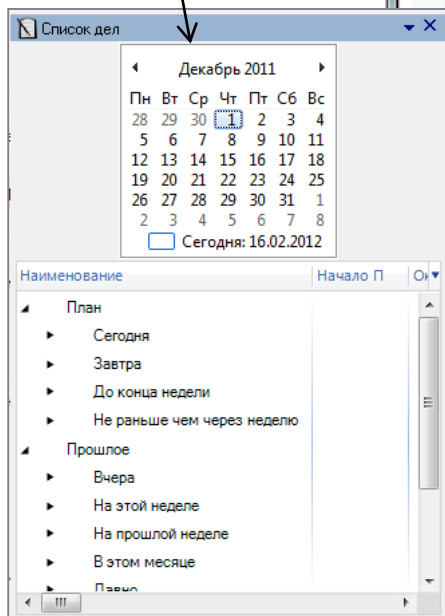 Список дел
Декабрь 2011
Пн Вт Ср Чт Пт Сб Вс
28 29 30 1 2 3 4
5 6 7 8 9 10 11
12 13 14 15 16 17 18
19 20 21 22 23 24 25
26 27 28 29 30 31 1
2 3 4 5 6 7 8
Сегодня: 16.02.2012
Наименование Начало П
План
Сегодня
Завтра
До конца недели
Не раньше чем через неделю
Прошлое
Вчера
На этой неделе
На прошлой неделе
В этом месяце
Давно